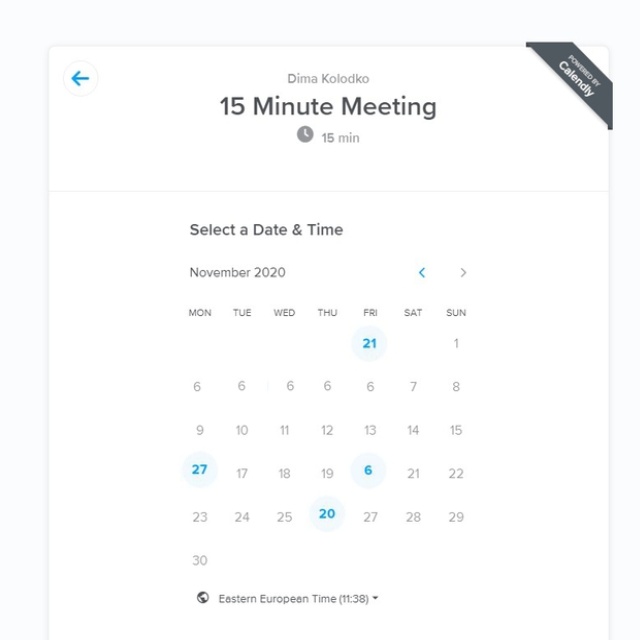 POWERED BY
Calendly
Dima Kolodko
15 Minute Meeting
15 min
Select a Date & Time
November 2020
MON TUE WED THU FRI SAT SUN
21 1
6 6 6 6 6 7 8
9 10 11 12 13 14 15
27 17 18 19 6 21 22
23 24 25 20 27 28 29
30
Eastern European Time (11:38)